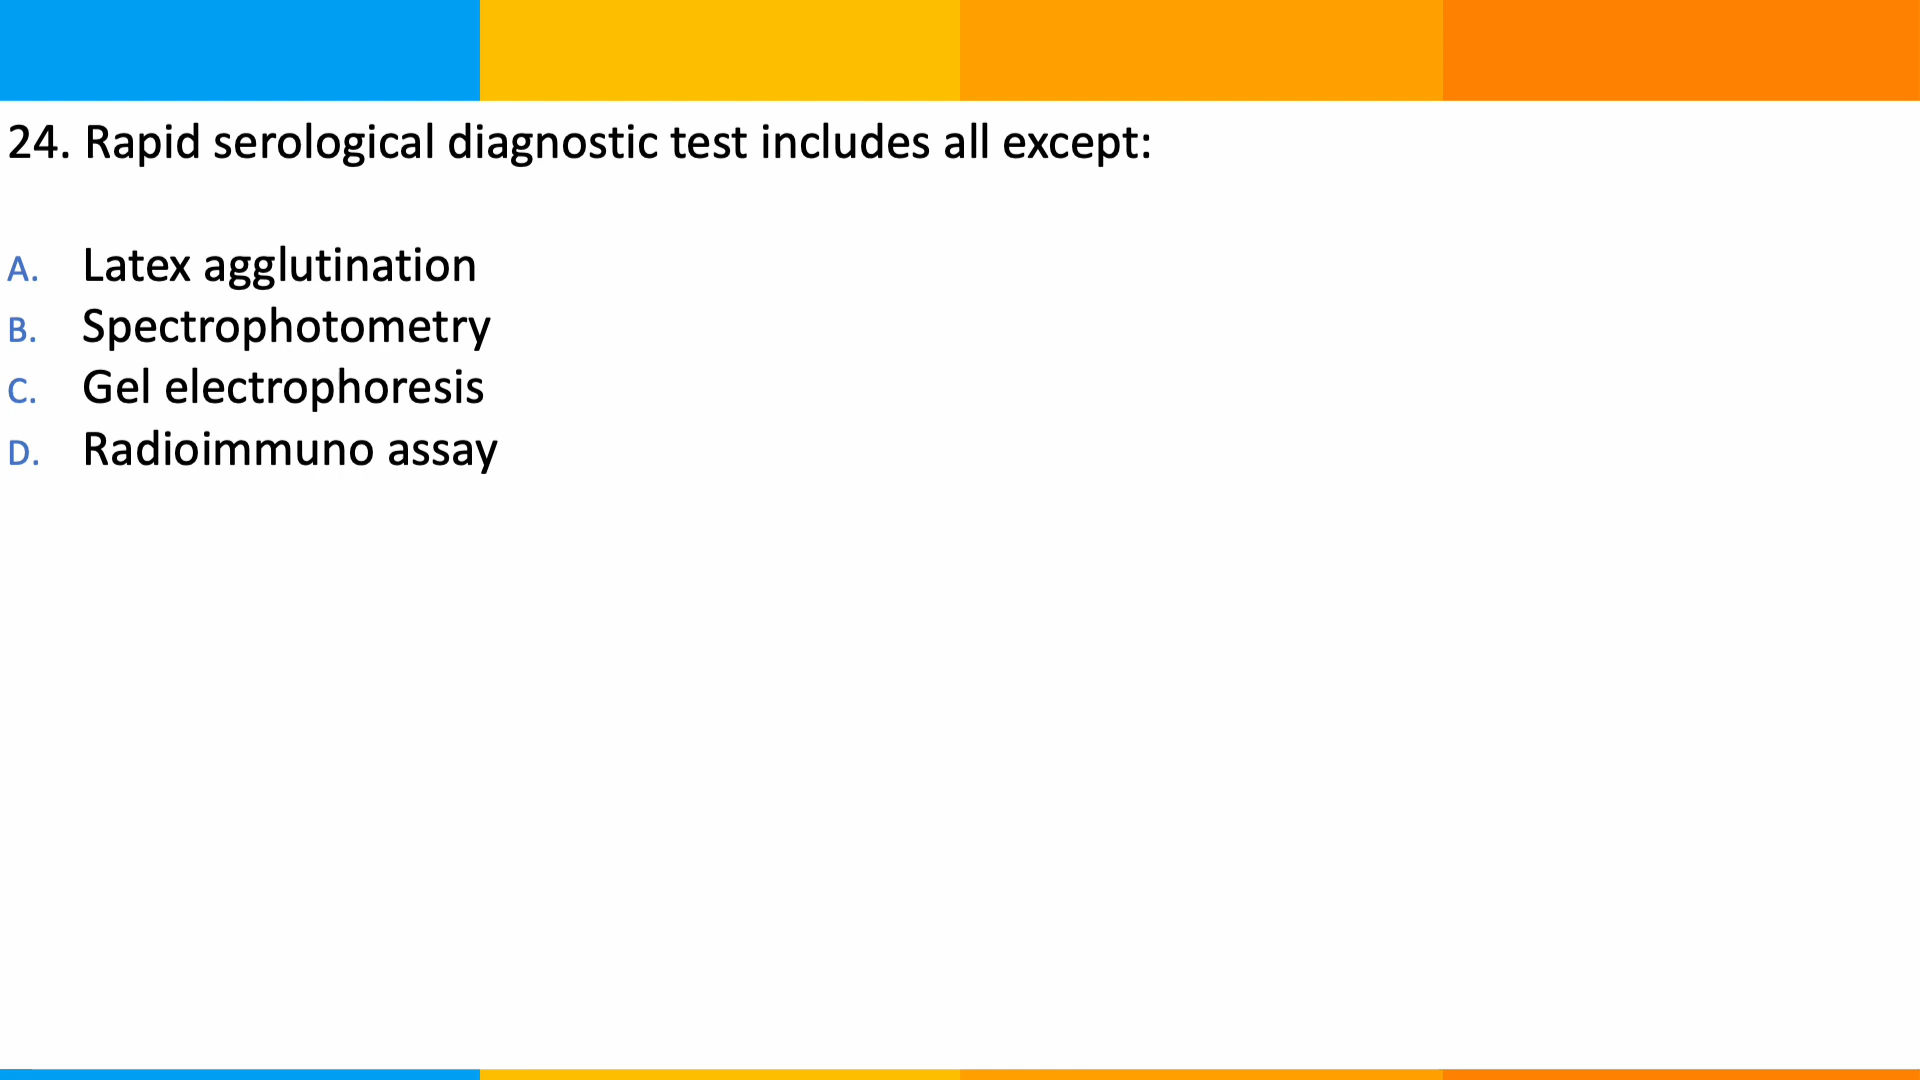 24. Rapid serological diagnostic test includes all except:
A. Latex agglutination
B. Spectrophotometry
C. Gel electrophoresis
D. Radioimmuno assay